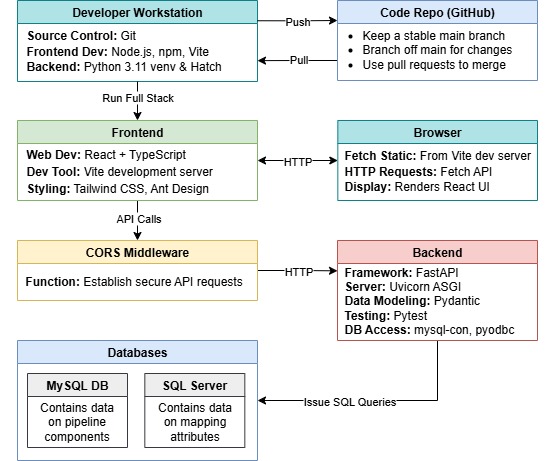 Developer Workstation
Source Control: Git
Frontend Dev: Node.js, npm, Vite
Backend: Python 3.11 venv & Hatch
Push
Pull
Code Repo (GitHub)
• Keep a stable main branch
• Branch off main for changes
• Use pull requests to merge
Run Full Stack
Frontend
Web Dev: React + TypeScript
Dev Tool: Vite development server
Styling: Tailwind CSS, Ant Design
HTTP
Browser
Fetch Static: From Vite dev server
HTTP Requests: Fetch API
Display: Renders React UI
API Calls
CORS Middleware
Function: Establish secure API requests
HTTP
Backend
Framework: FastAPI
Server: Uvicorn ASGI
Data Modeling: Pydantic
Testing: Pytest
DB Access: mysql-con, pyodbc
Issue SQL Queries
Databases
MySQL DB
Contains data
on pipeline
components
SQL Server
Contains data
on mapping
attributes